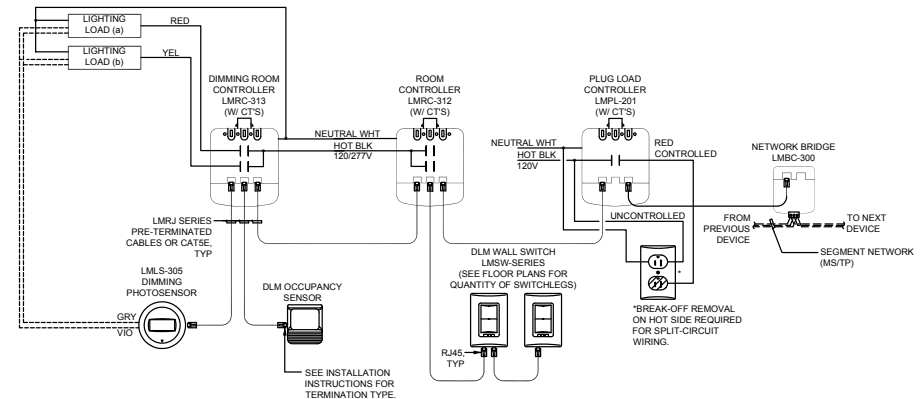 LIGHTING
LOAD (a)
RED
LIGHTING
LOAD (b)
YEL
DIMMING ROOM
CONTROLLER
LMRC-313
(W/ CT'S)
ROOM
CONTROLLER
LMRC-312
(W/ CT'S)
PLUG LOAD
CONTROLLER
LMPL-201
(W/ CT'S)
NEUTRAL WHT
HOT BLK
120/277V
NEUTRAL WHT
HOT BLK
120V
RED
CONTROLLED
NETWORK BRIDGE
LMBC-300
UNCONTROLLED
FROM
PREVIOUS
DEVICE
TO NEXT
DEVICE
SEGMENT NETWORK
(MS/TP)
LMRJ SERIES
PRE-TERMINATED
CABLES OR CAT5E,
TYP
LMLS-305
DIMMING
PHOTOSENSOR
GRY
VIO
DLM OCCUPANCY
SENSOR
SEE INSTALLATION
INSTRUCTIONS FOR
TERMINATION TYPE.
DLM WALL SWITCH
LMSW-SERIES
(SEE FLOOR PLANS FOR
QUANTITY OF SWITCHLEGS)
RJ45,
TYP
*
*BREAK-OFF REMOVAL
ON HOT SIDE REQUIRED
FOR SPLIT-CIRCUIT
WIRING.